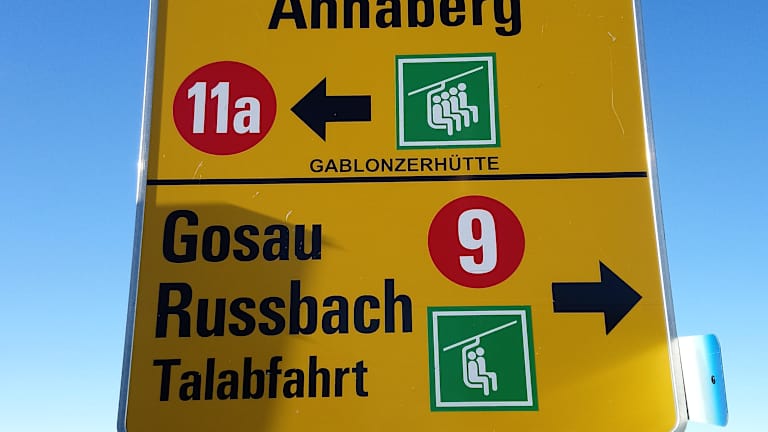 Annaberg
11a
GABLONZERHÜTTE
Gosau
9
Russbach
Talabfahrt